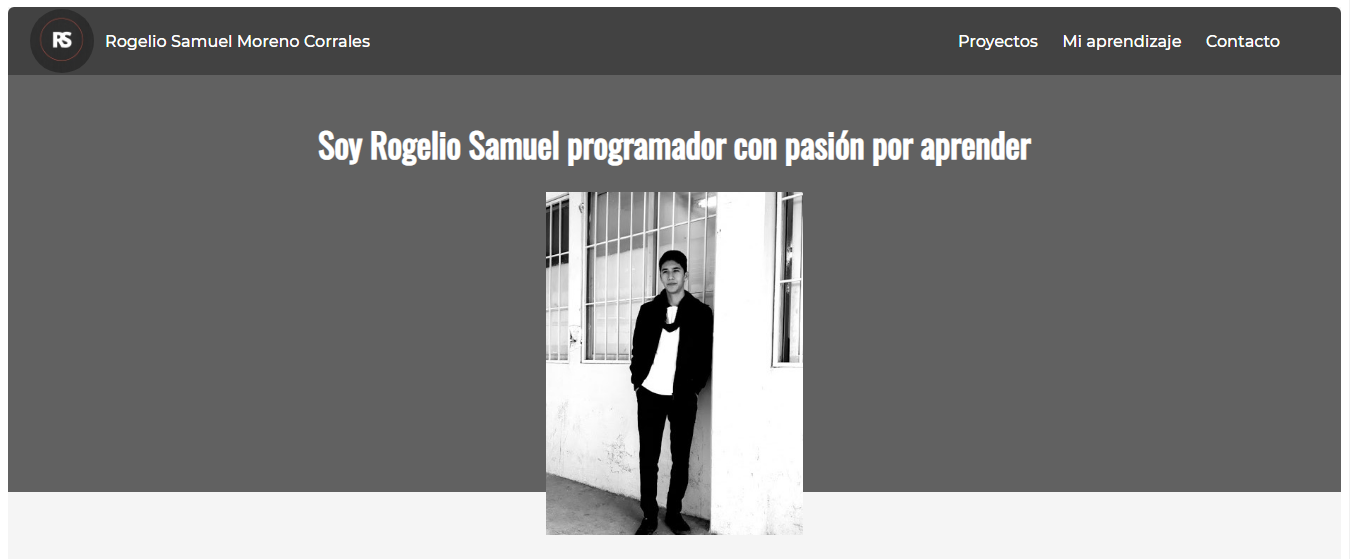 RS
Rogelio Samuel Moreno Corrales
Proyectos Mi aprendizaje Contacto
Soy Rogelio Samuel programador con pasión por aprender